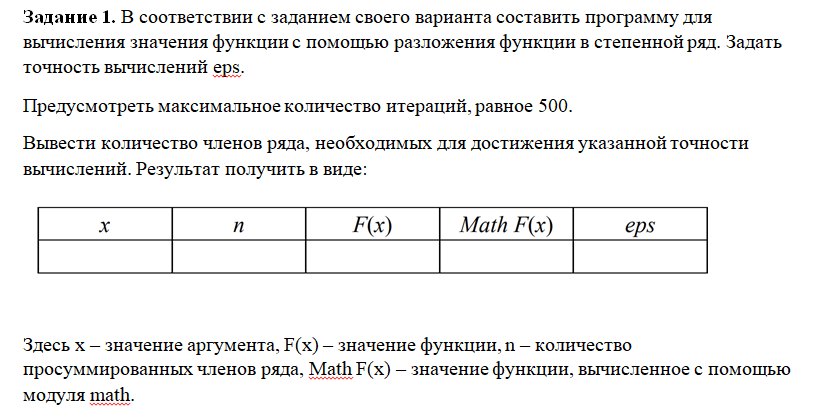 Задание 1. В соответствии с заданием своего варианта составить программу для
вычисления значения функции с помощью разложения функции в степенной ряд. Задать
точность вычислений eps.
Предусмотреть максимальное количество итераций, равное 500.
Вывести количество членов ряда, необходимых для достижения указанной точности
вычислений. Результат получить в виде:
x n F(x) Math F(x) eps
Здесь x – значение аргумента, F(x) – значение функции, n – количество
просуммированных членов ряда, Math F(x) – значение функции, вычисленное с помощью
модуля math.